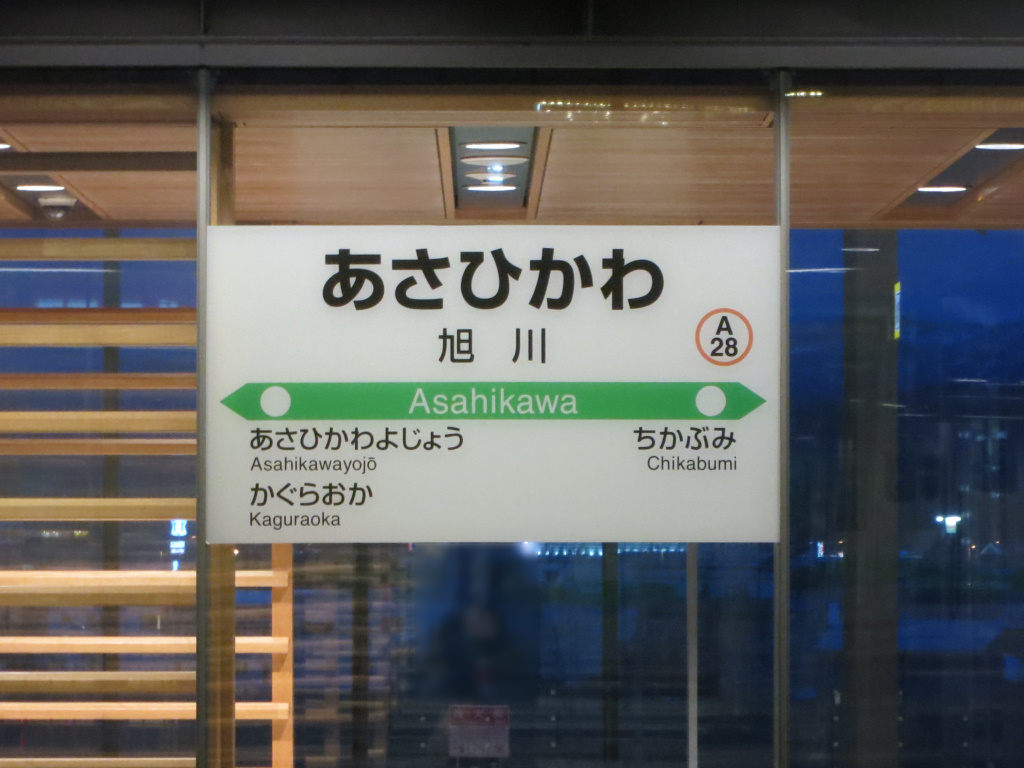 あさひかわ
旭川
A
28
Asahikawa
あさひかわよじょう
Asahikawayojō
かぐらおか
Kaguraoka
ちかぶみ
Chikabumi